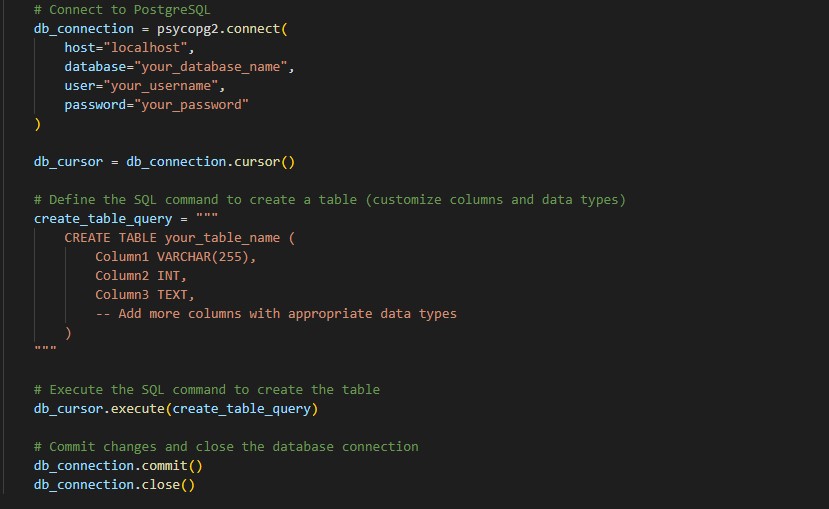 # Connect to PostgreSQL
db_connection = psycopg2.connect(
host="localhost",
database="your_database_name",
user="your_username",
password="your_password"
)
db_cursor = db_connection.cursor()
# Define the SQL command to create a table (customize columns and data types)
create_table_query = """
CREATE TABLE your_table_name (
Column1 VARCHAR(255),
Column2 INT,
Column3 TEXT,
-- Add more columns with appropriate data types
)
"""
# Execute the SQL command to create the table
db_cursor.execute(create_table_query)
# Commit changes and close the database connection
db_connection.commit()
db_connection.close()